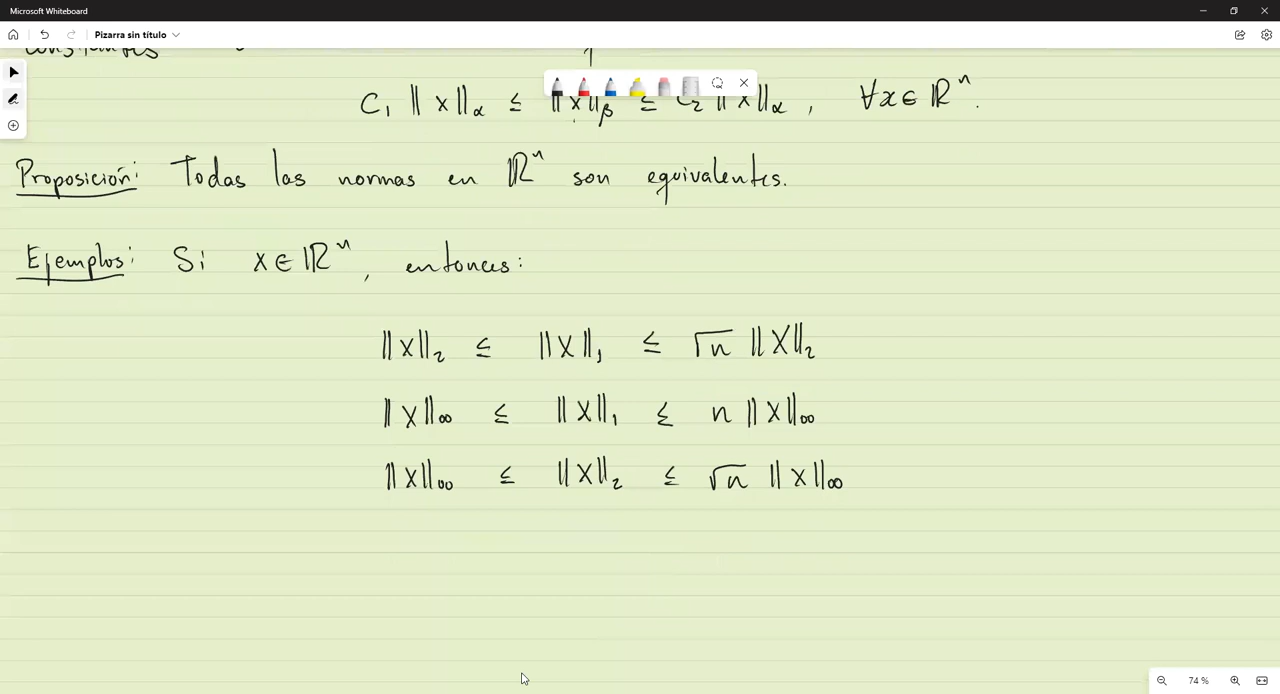 Microsoft Whiteboard
Pizarra sin título
constantes
C₁ ‖x‖α ≤ ‖x‖β ≤ C₂ ‖x‖α , ∀x∈ℝⁿ.
Proposición: Todas las normas en ℝⁿ son equivalentes.
Ejemplos: Si x∈ℝⁿ, entonces:
‖x‖₂ ≤ ‖x‖₁ ≤ √n ‖x‖₂
‖x‖∞ ≤ ‖x‖₁ ≤ n ‖x‖∞
‖x‖∞ ≤ ‖x‖₂ ≤ √n ‖x‖∞
74 %